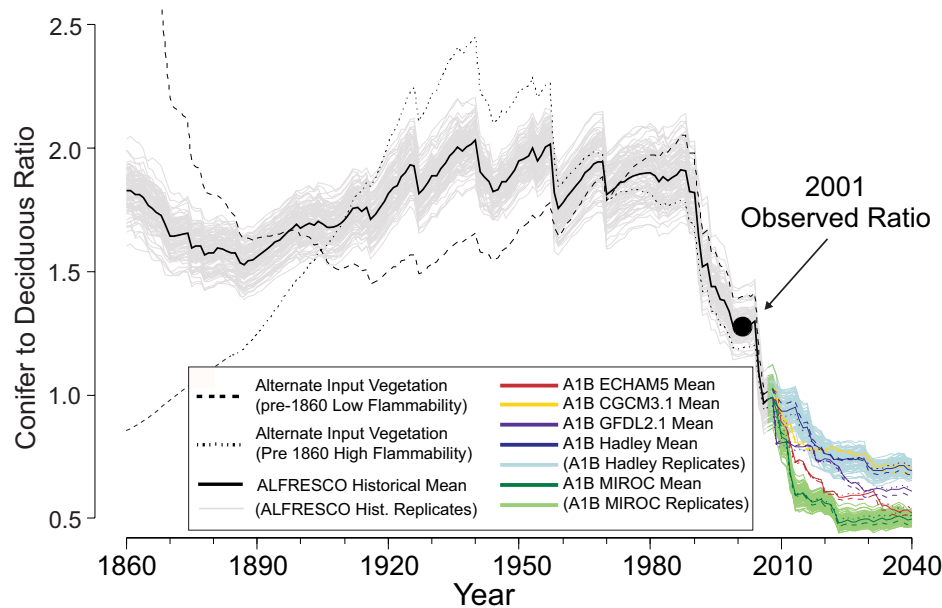 2.5
2.0
1.5
1.0
0.5
Conifer to Deciduous Ratio
2001
Observed Ratio
Alternate Input Vegetation
(pre-1860 Low Flammability)
Alternate Input Vegetation
(Pre 1860 High Flammability)
ALFRESCO Historical Mean
(ALFRESCO Hist. Replicates)
A1B ECHAM5 Mean
A1B CGCM3.1 Mean
A1B GFDL2.1 Mean
A1B Hadley Mean
(A1B Hadley Replicates)
A1B MIROC Mean
(A1B MIROC Replicates)
1860 1890 1920 1950 1980 2010 2040
Year